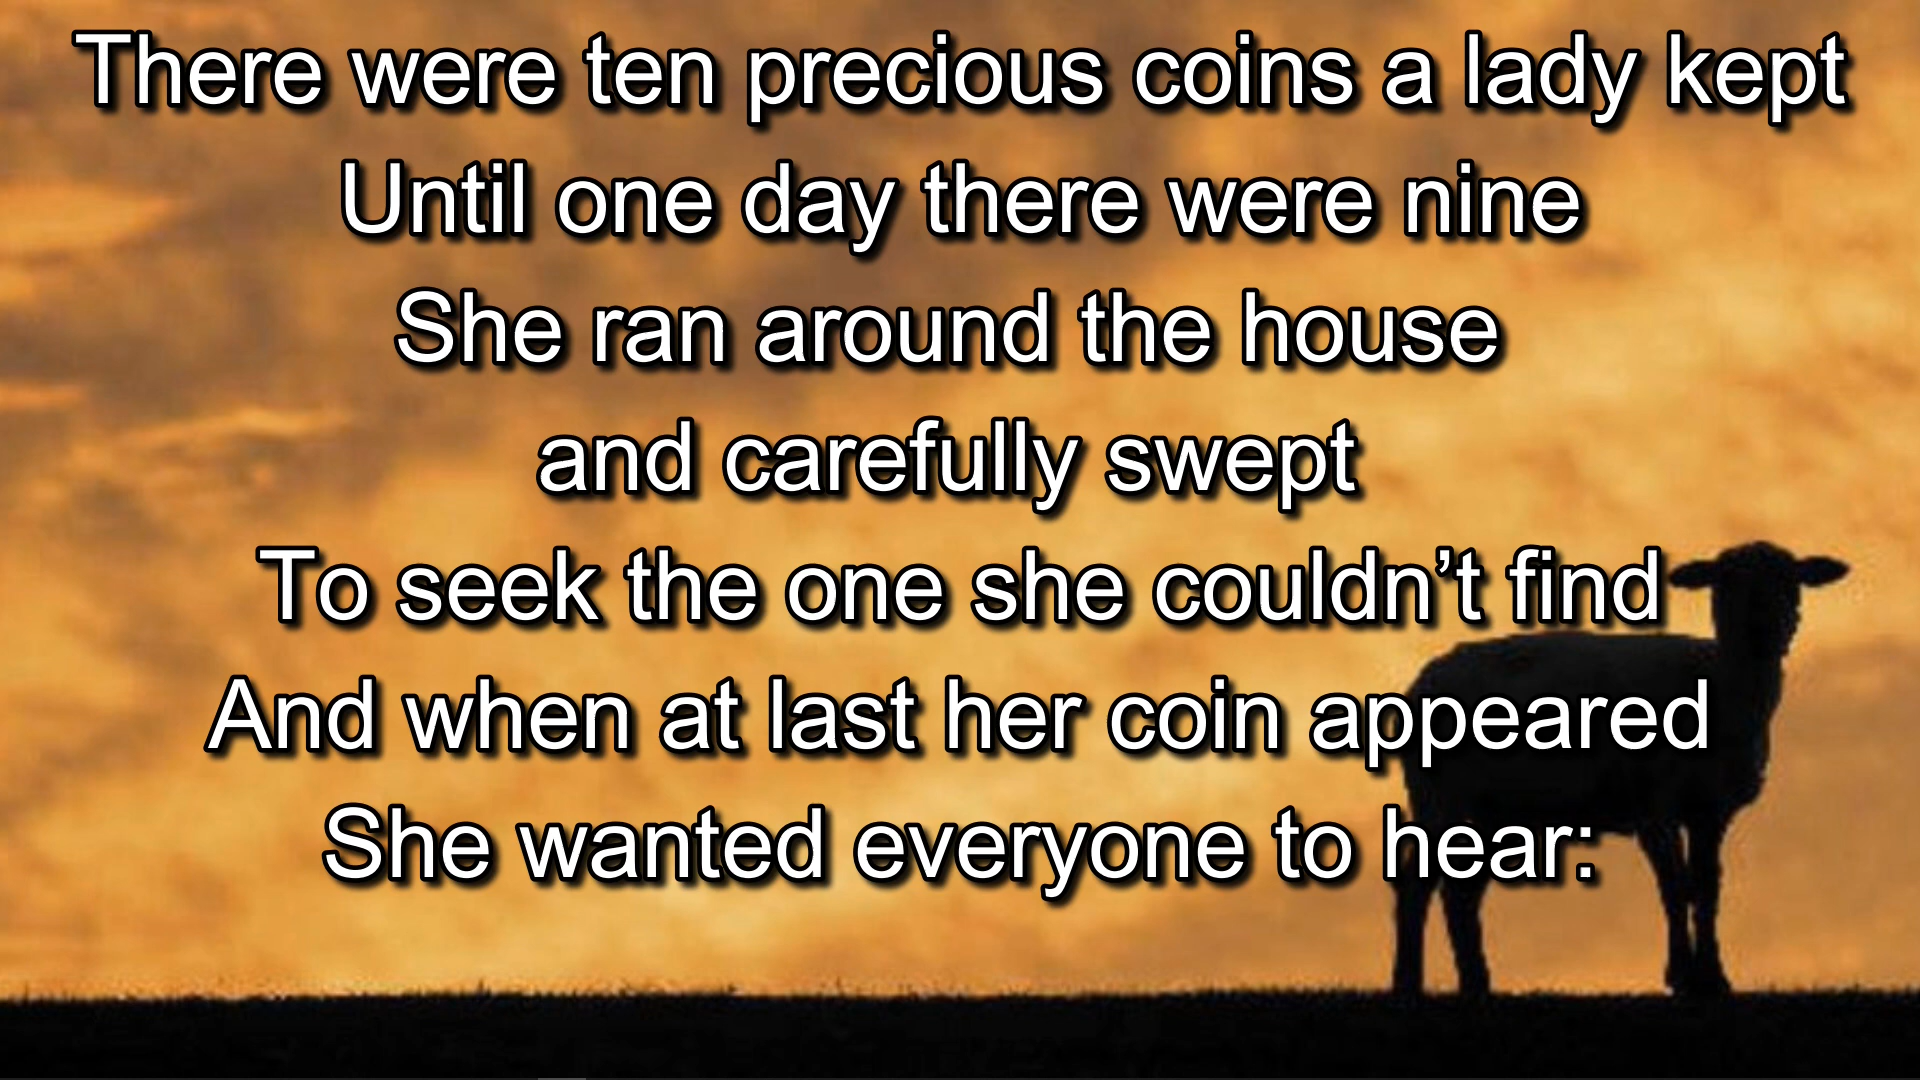 There were ten precious coins a lady kept
Until one day there were nine
She ran around the house
and carefully swept
To seek the one she couldn’t find
And when at last her coin appeared
She wanted everyone to hear: